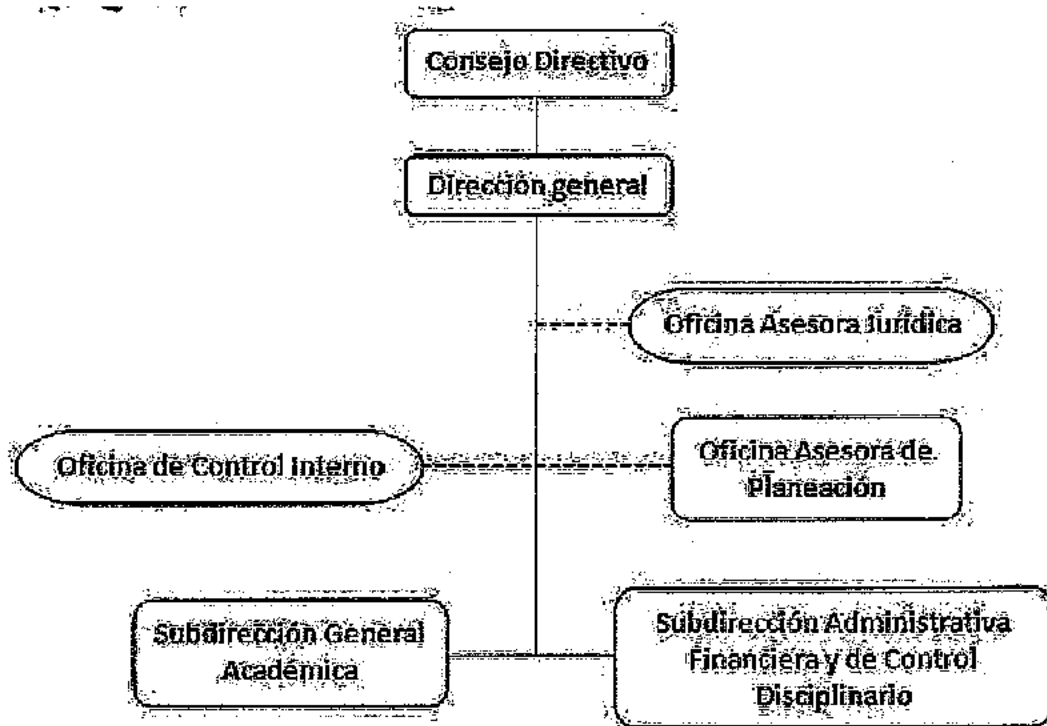 Consejo Directivo
Dirección general
Oficina Asesora Jurídica
Oficina de Control Interno
Oficina Asesora de
Planeación
Subdirección General
Académica
Subdirección Administrativa
Financiera y de Control
Disciplinario